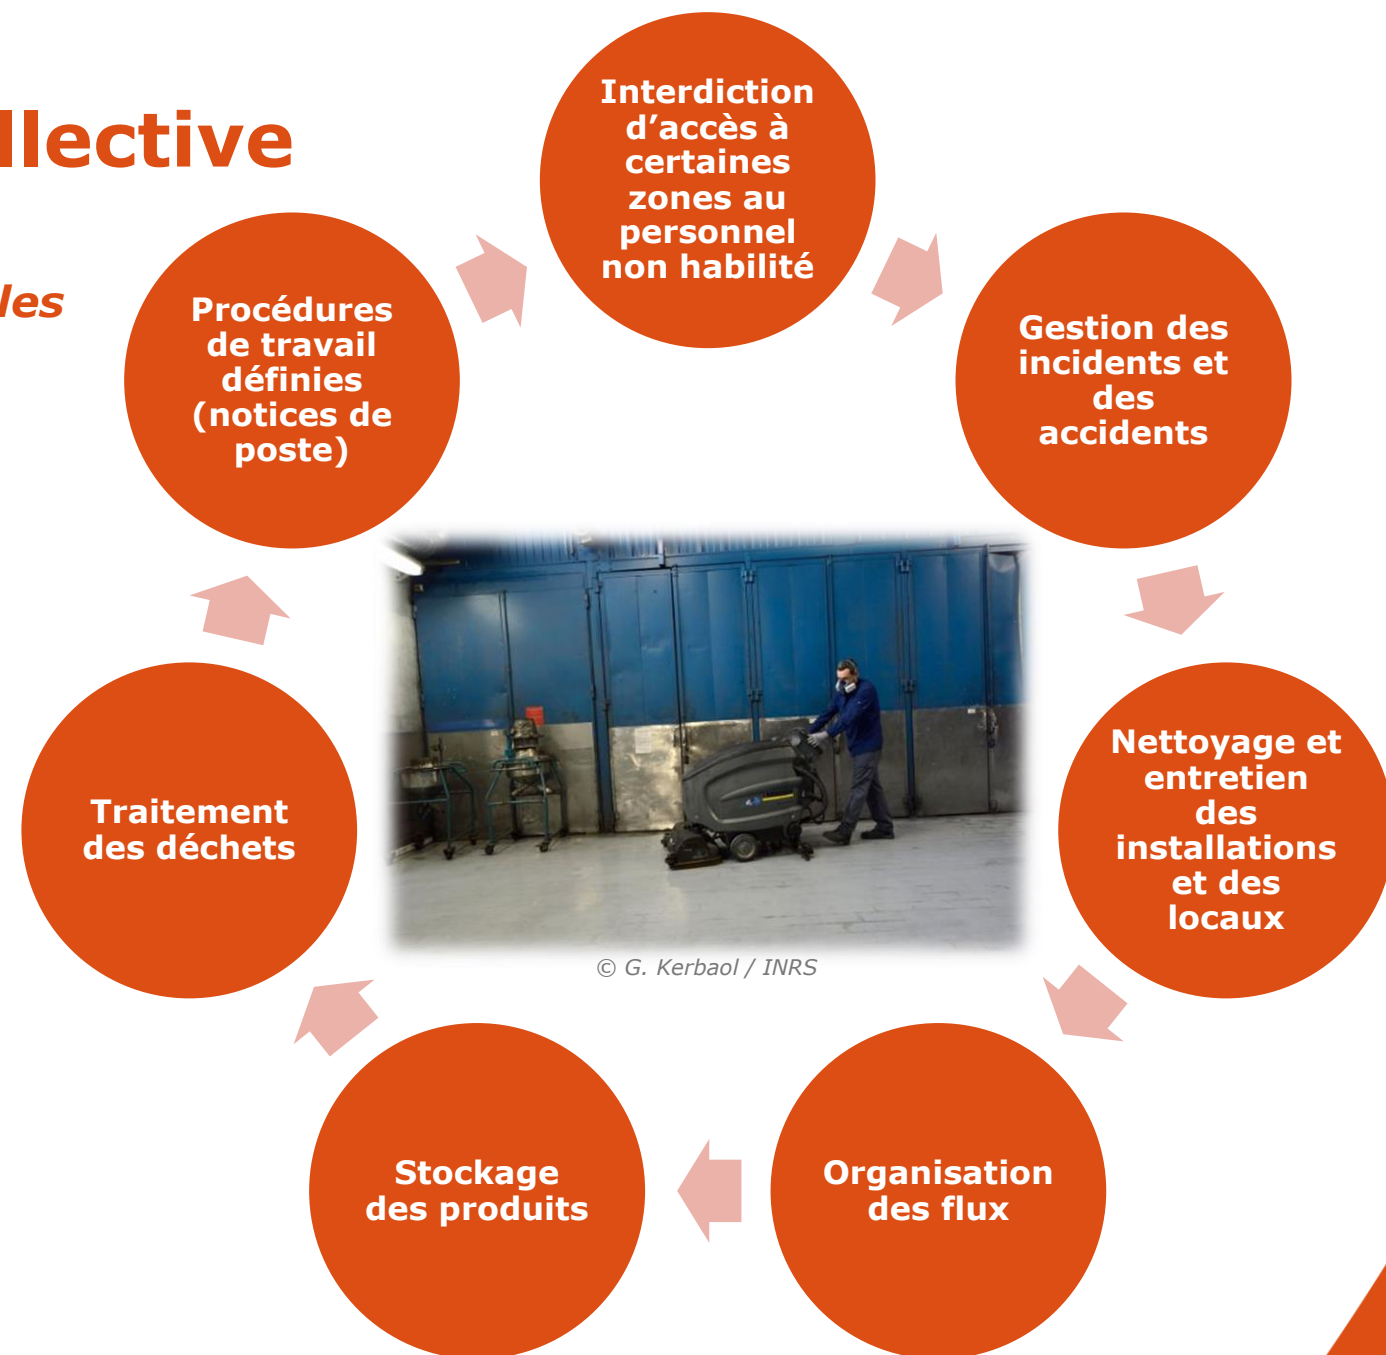 llective
les
Interdiction
d’accès à
certaines
zones au
personnel
non habilité
Gestion des
incidents et
des
accidents
Nettoyage et
entretien
des
installations
et des
locaux
Organisation
des flux
Stockage
des produits
Traitement
des déchets
Procédures
de travail
définies
(notices de
poste)
© G. Kerbaol / INRS